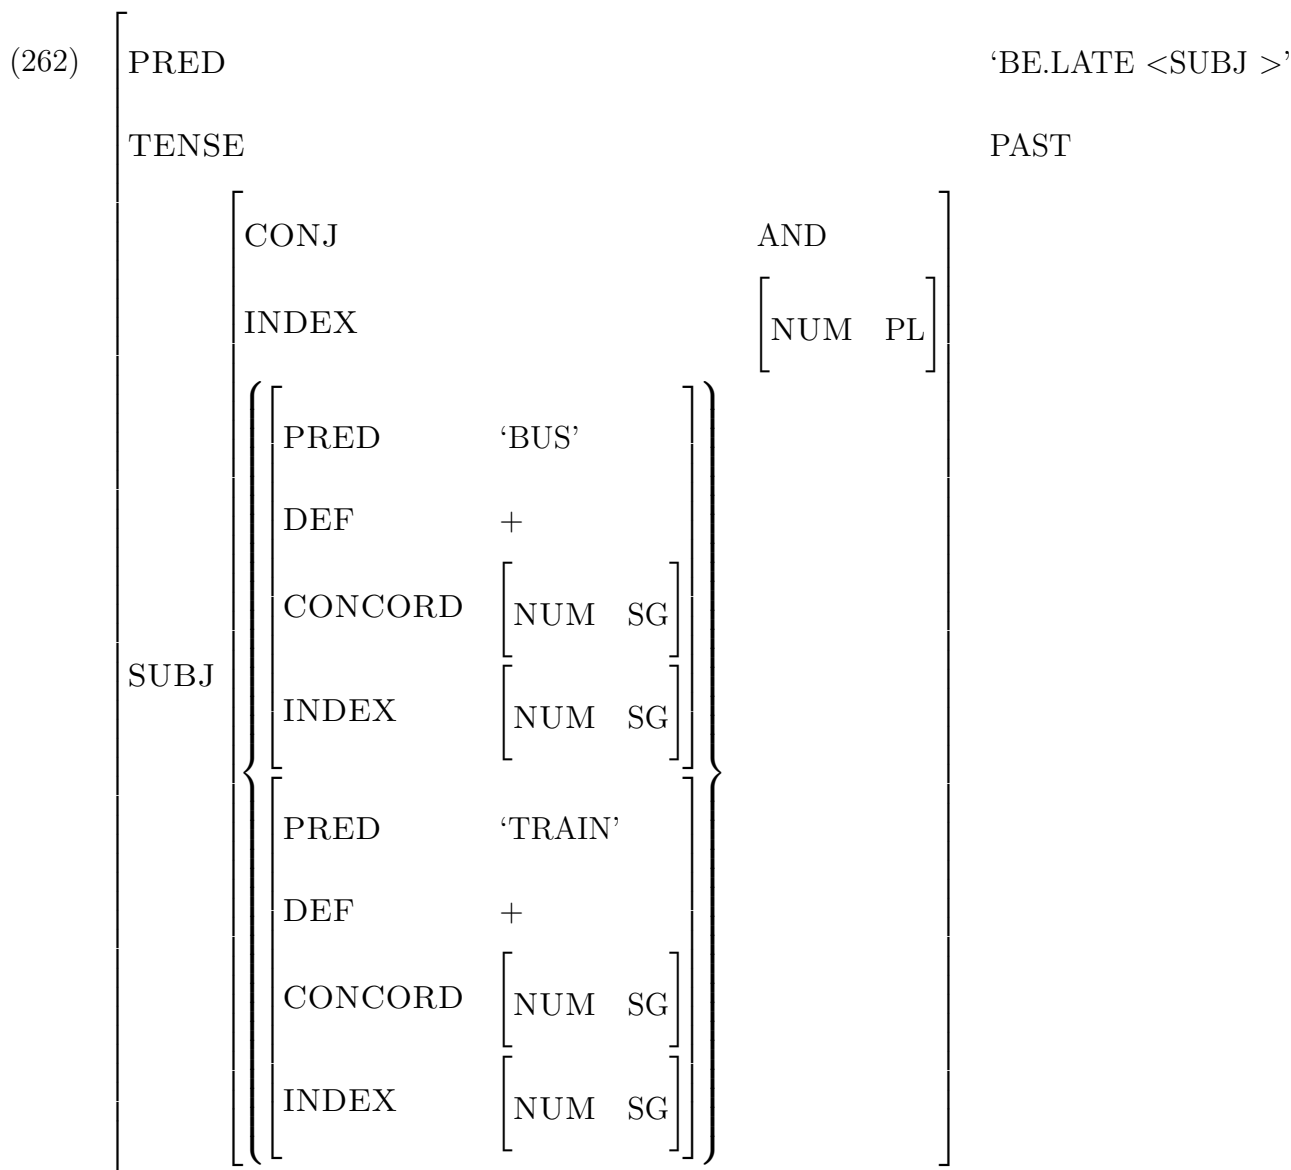 (262) PRED ‘BE.LATE <SUBJ >’
TENSE PAST
CONJ AND
INDEX NUM PL
PRED ‘BUS’
DEF +
CONCORD NUM SG
SUBJ
INDEX NUM SG
PRED ‘TRAIN’
DEF +
CONCORD NUM SG
INDEX NUM SG